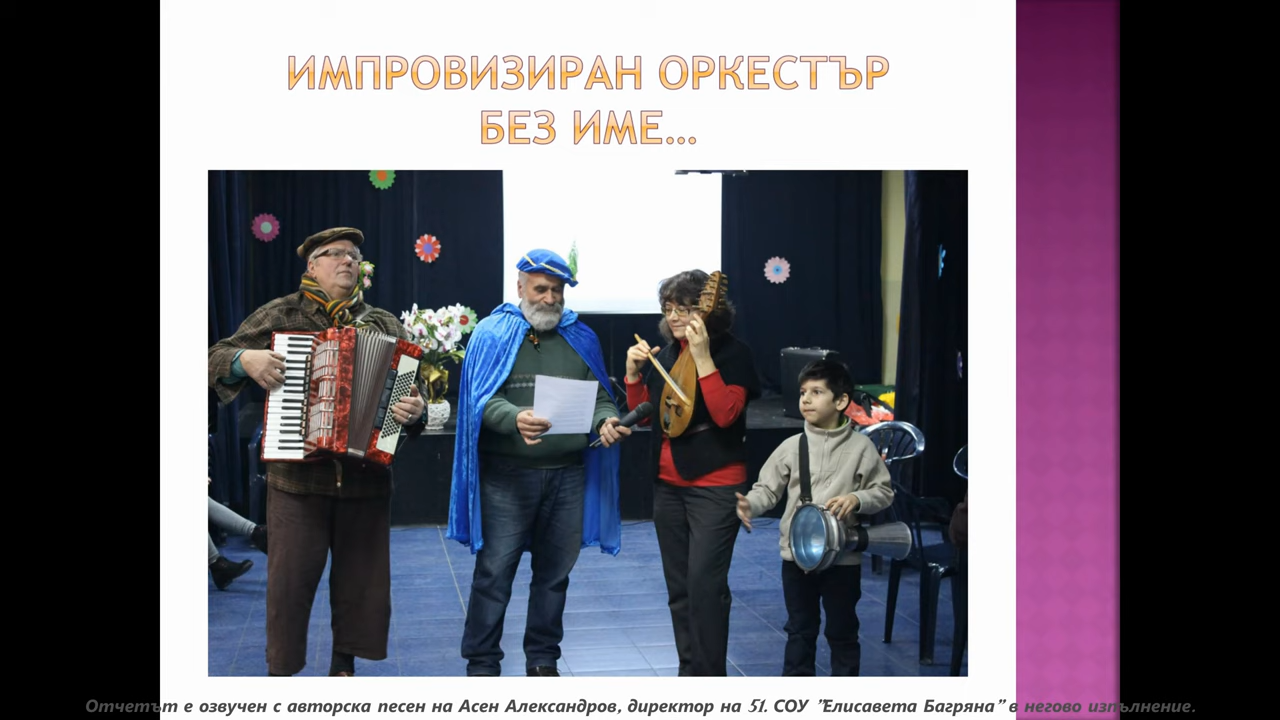 ИМПРОВИЗИРАН ОРКЕСТЪР
БЕЗ ИМЕ...
Отчетът е озвучен с авторска песен на Асен Александров, директор на 51. СОУ "Елисавета Багряна" в негово изпълнение.